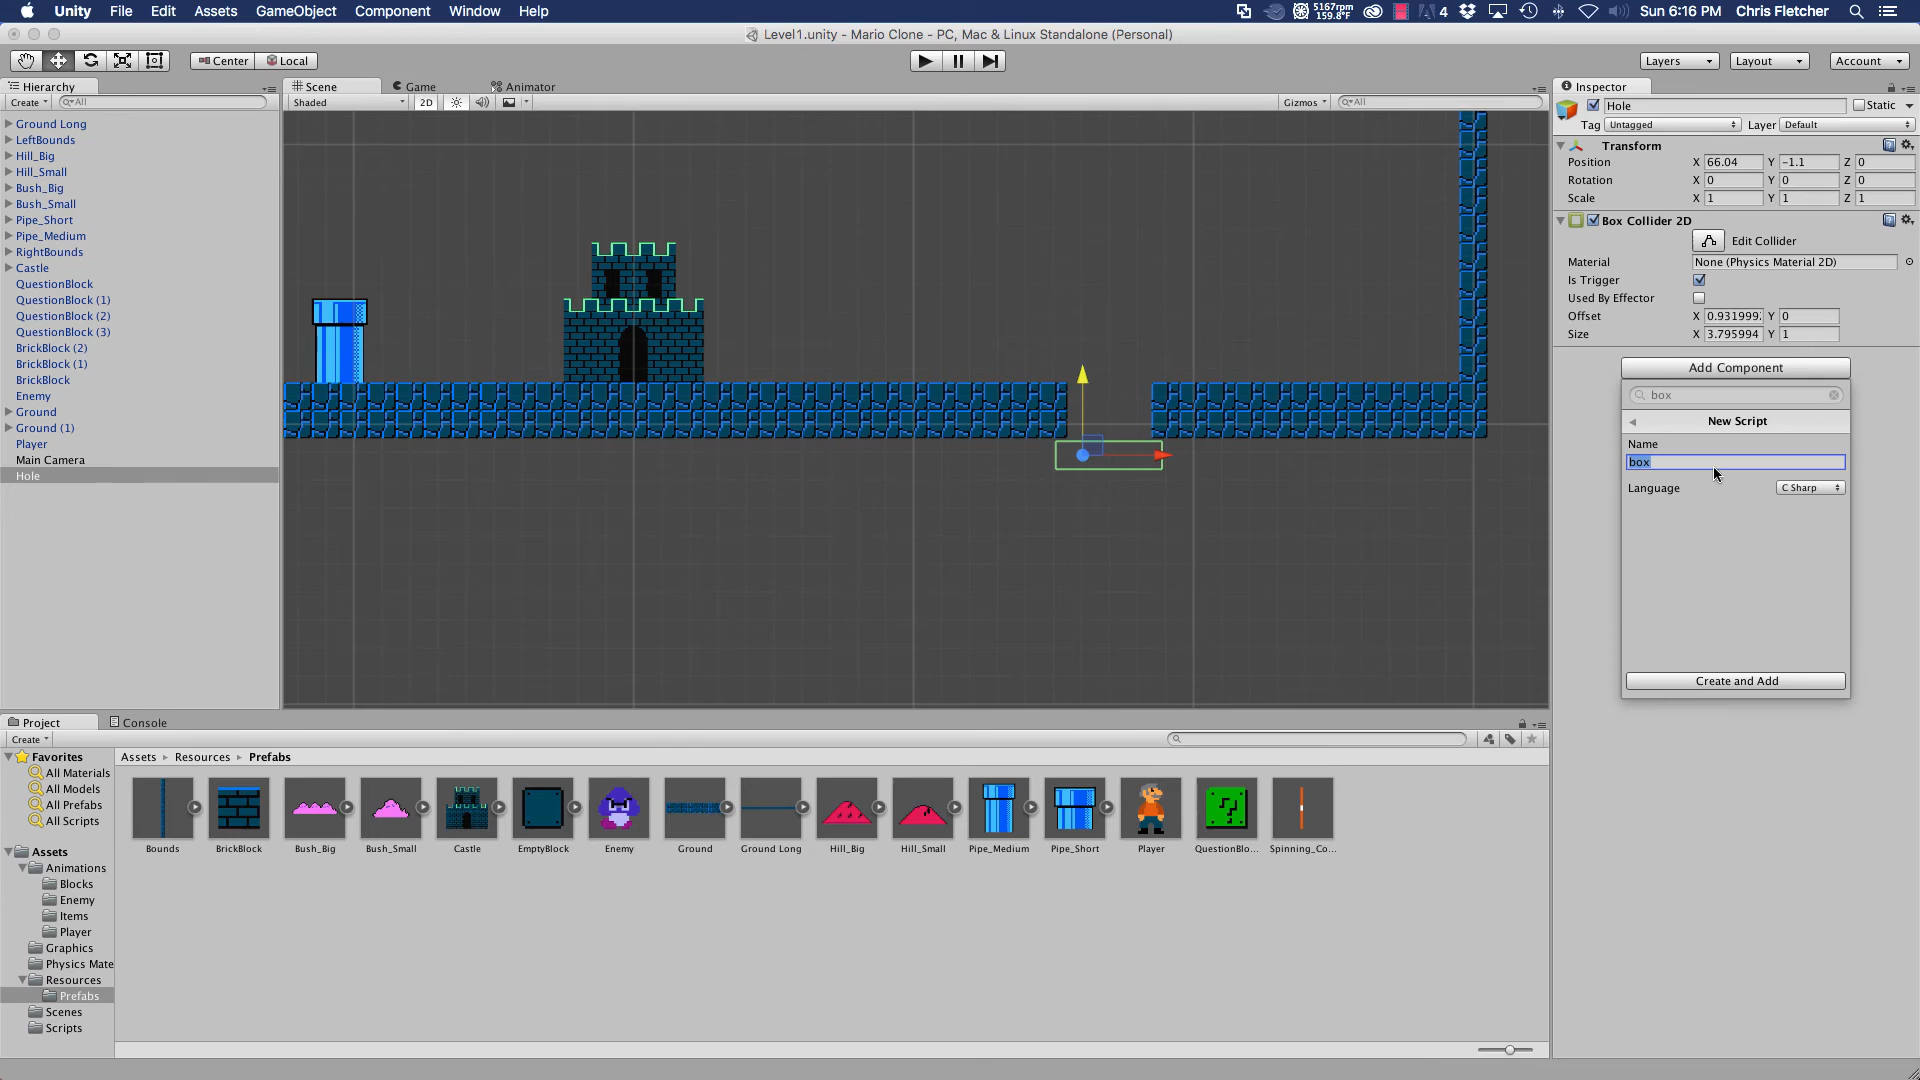 Unity File Edit Assets GameObject Component Window Help 5167rpm 159.8°F 4 Sun 6:16 PM Chris Fletcher
Level1.unity - Mario Clone - PC, Mac & Linux Standalone (Personal)
Center Local Layers Layout Account
Hierarchy Scene Game Animator Inspector
Create All Shaded 2D Gizmos All Hole Static
Tag Untagged Layer Default
Ground Long
LeftBounds
Hill_Big
Hill_Small
Bush_Big
Bush_Small
Pipe_Short
Pipe_Medium
RightBounds
Castle
QuestionBlock
QuestionBlock (1)
QuestionBlock (2)
QuestionBlock (3)
BrickBlock (2)
BrickBlock (1)
BrickBlock
Enemy
Ground
Ground (1)
Player
Main Camera
Hole
Transform
Position X 66.04 Y -1.1 Z 0
Rotation X 0 Y 0 Z 0
Scale X 1 Y 1 Z 1
Box Collider 2D
Edit Collider
Material None (Physics Material 2D)
Is Trigger
Used By Effector
Offset X 0.931999 Y 0
Size X 3.795994 Y 1
Add Component
box
New Script
Name
box
Language C Sharp
Create and Add
Project Console
Create
Favorites
All Materials
All Models
All Prefabs
All Scripts
Assets
Animations
Blocks
Enemy
Items
Player
Graphics
Physics Mate
Resources
Prefabs
Scenes
Scripts
Assets Resources Prefabs
Bounds BrickBlock Bush_Big Bush_Small Castle EmptyBlock Enemy Ground Ground Long Hill_Big Hill_Small Pipe_Medium Pipe_Short Player QuestionBlo... Spinning_Co...